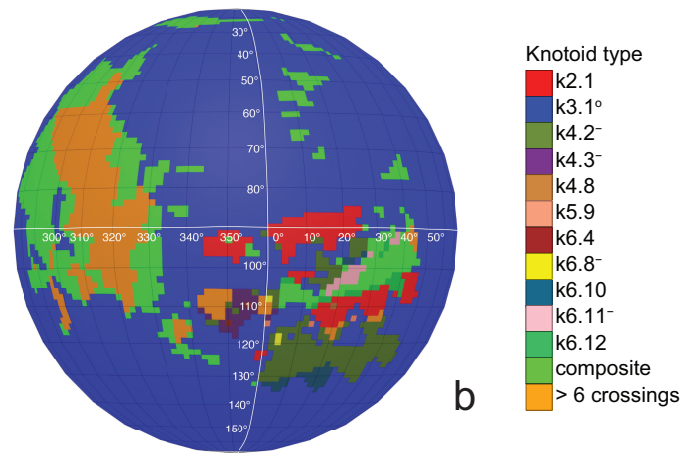 30°
40°
50°
60°
70°
80°
300° 310° 320° 330° 350° 0° 10° 20° 30° 40° 50°
100°
110°
120°
130°
140°
150°
b
Knotoid type
k2.1
k3.1°
k4.2⁻
k4.3⁻
k4.8
k5.9
k6.4
k6.8⁻
k6.10
k6.11⁻
k6.12
composite
> 6 crossings